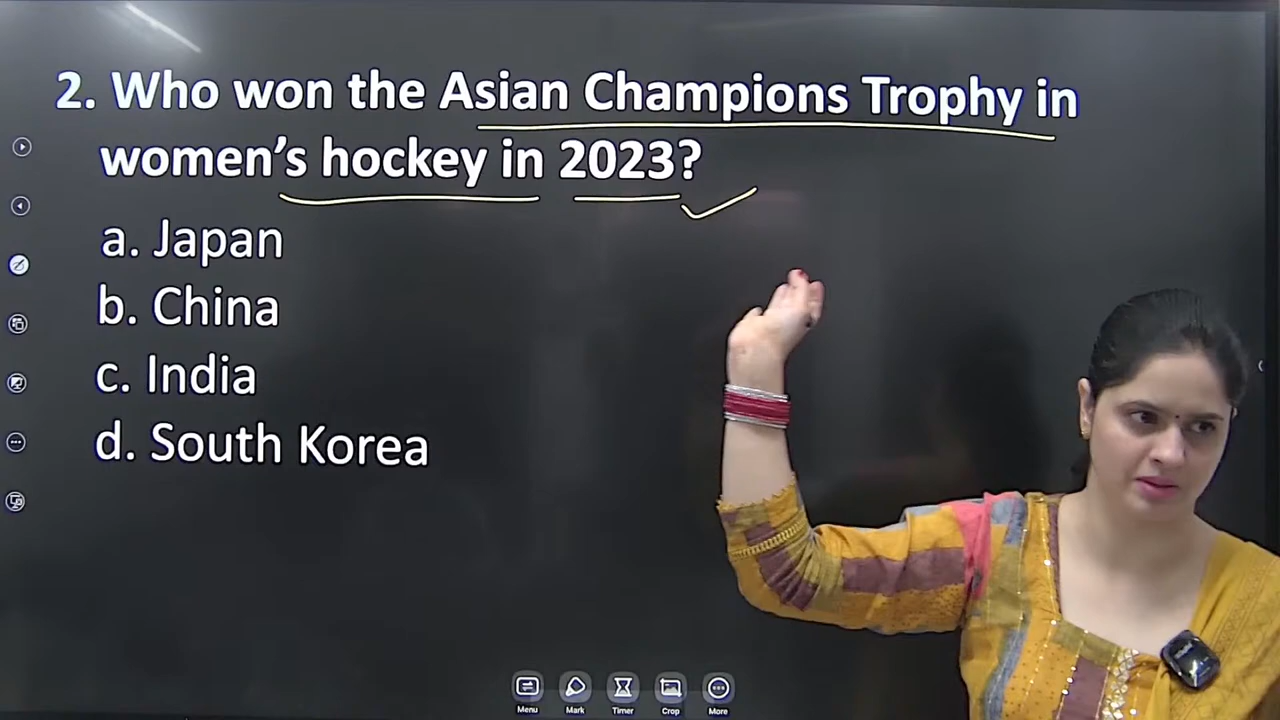 2. Who won the Asian Champions Trophy in
women's hockey in 2023?
a. Japan
b. China
c. India
d. South Korea
Menu Mark Timer Crop More